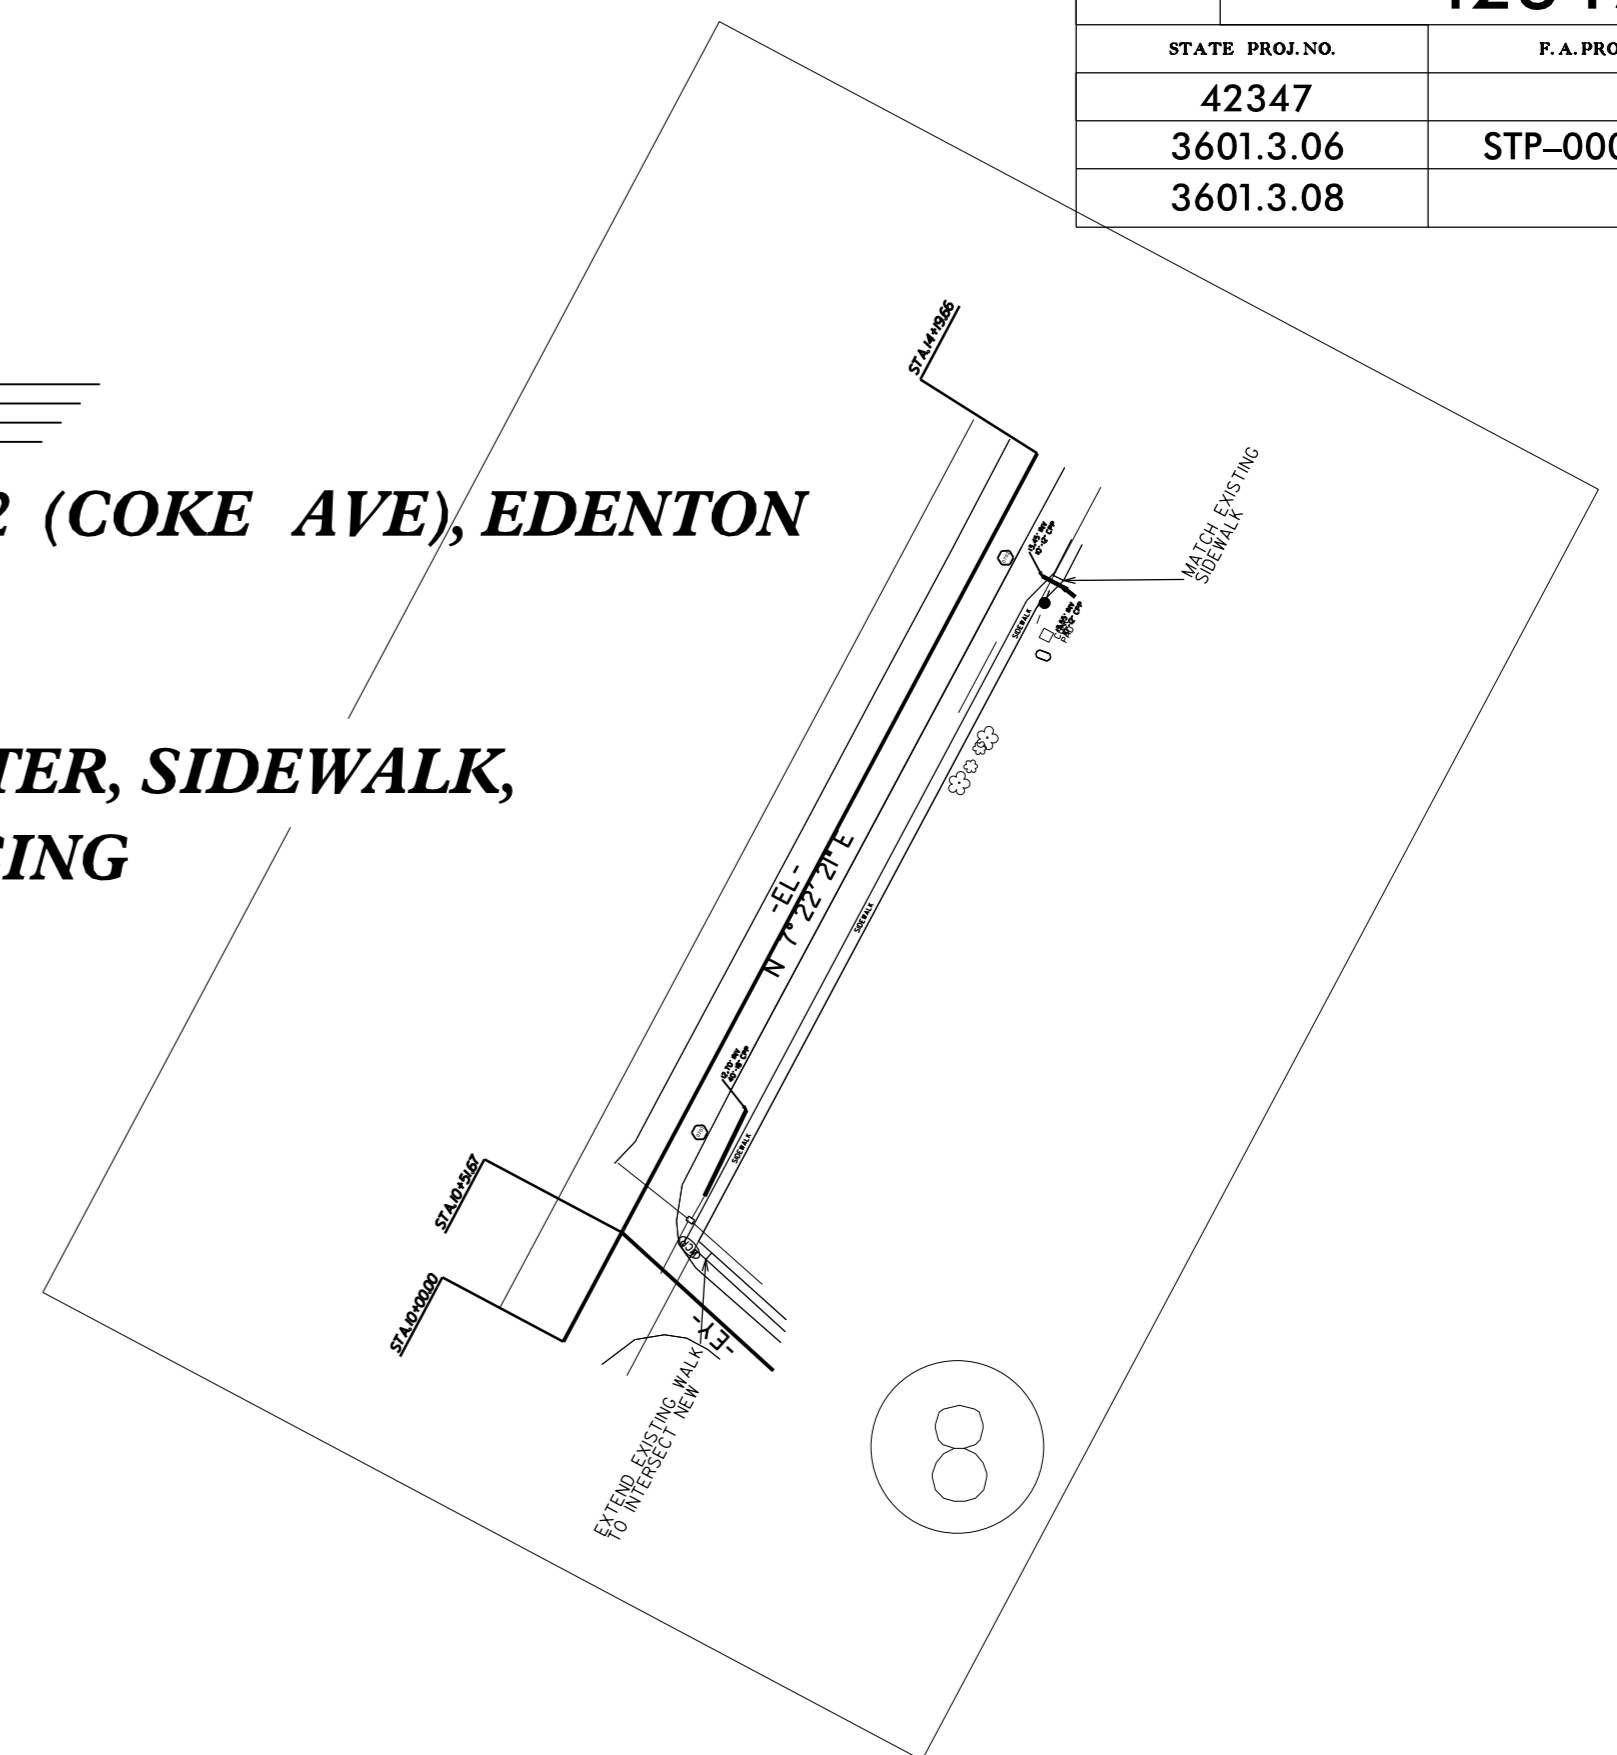 STATE PROJ. NO.
F. A. PRO
42347
3601.3.06
STP–000
3601.3.08
STA.14+19.66
2 (COKE AVE), EDENTON
MATCH EXISTING
SIDEWALK
SIDEWALK
TER, SIDEWALK,
-EL-
N 7° 22' 21" E
SIDEWALK
SIDEWALK
STA.10+51.67
STA.10+00.00
-EY-
EXTEND EXISTING WALK
TO INTERSECT NEW
8